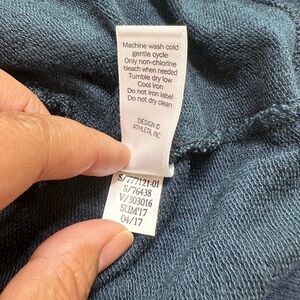 Machine wash cold
gentle cycle
Only non-chlorine
bleach when needed
Tumble dry low
Cool iron
Do not iron label
Do not dry clean
DESIGN ©
ATHLETA, INC
S/777121-01
S/76438
V/303016
SUM'17
04/17